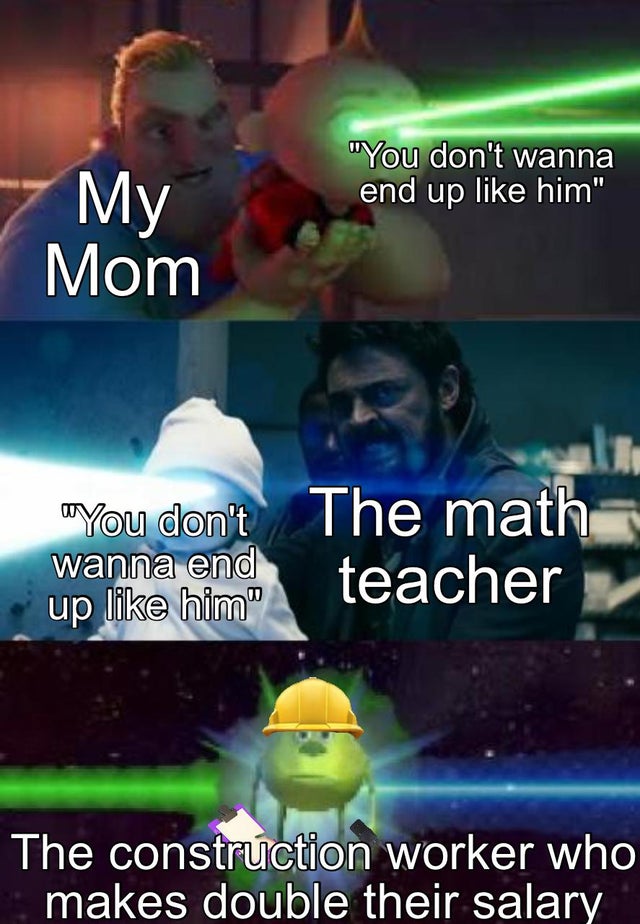 My
Mom
"You don't wanna
end up like him"
"You don't
wanna end
up like him"
The math
teacher
The construction worker who
makes double their salary